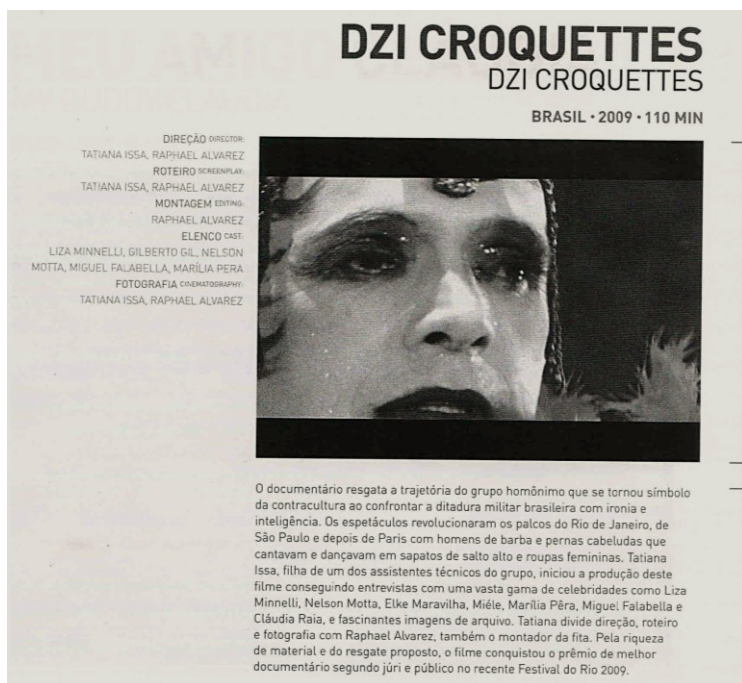 DZI CROQUETTES
DZI CROQUETTES
BRASIL · 2009 · 110 MIN
DIREÇÃO DIRECTOR:
TATIANA ISSA, RAPHAEL ALVAREZ
ROTEIRO SCREENPLAY:
TATIANA ISSA, RAPHAEL ALVAREZ
MONTAGEM EDITING:
RAPHAEL ALVAREZ
ELENCO CAST:
LIZA MINNELLI, GILBERTO GIL, NELSON
MOTTA, MIGUEL FALABELLA, MARÍLIA PERA
FOTOGRAFIA CINEMATOGRAPHY:
TATIANA ISSA, RAPHAEL ALVAREZ
O documentário resgata a trajetória do grupo homônimo que se tornou símbolo
da contracultura ao confrontar a ditadura militar brasileira com ironia e
inteligência. Os espetáculos revolucionaram os palcos do Rio de Janeiro, de
São Paulo e depois de Paris com homens de barba e pernas cabeludas que
cantavam e dançavam em sapatos de salto alto e roupas femininas. Tatiana
Issa, filha de um dos assistentes técnicos do grupo, iniciou a produção deste
filme conseguindo entrevistas com uma vasta gama de celebridades como Liza
Minnelli, Nelson Motta, Elke Maravilha, Miéle, Marília Pêra, Miguel Falabella e
Cláudia Raia, e fascinantes imagens de arquivo. Tatiana divide direção, roteiro
e fotografia com Raphael Alvarez, também o montador da fita. Pela riqueza
de material e do resgate proposto, o filme conquistou o prêmio de melhor
documentário segundo júri e público no recente Festival do Rio 2009.